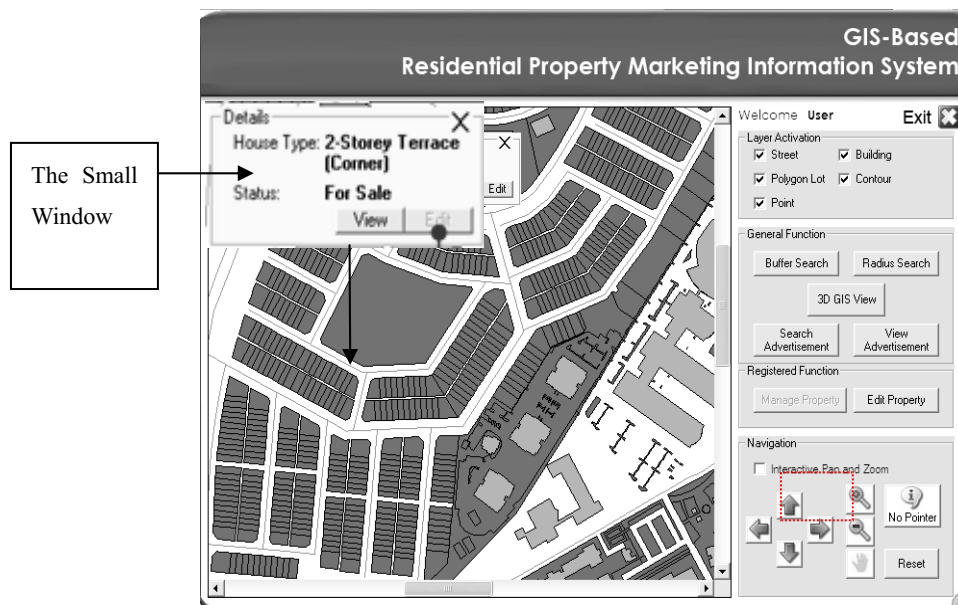 GIS-Based
Residential Property Marketing Information System
The Small
Window
Details
X
House Type: 2-Storey Terrace
(Corner)
Status: For Sale
View Edit
X
Edit
Welcome User Exit
Layer Activation
Street Building
Polygon Lot Contour
Point
General Function
Buffer Search Radius Search
3D GIS View
Search
Advertisement
View
Advertisement
Registered Function
Manage Property Edit Property
Navigation
Interactive Pan and Zoom
No Pointer
Reset